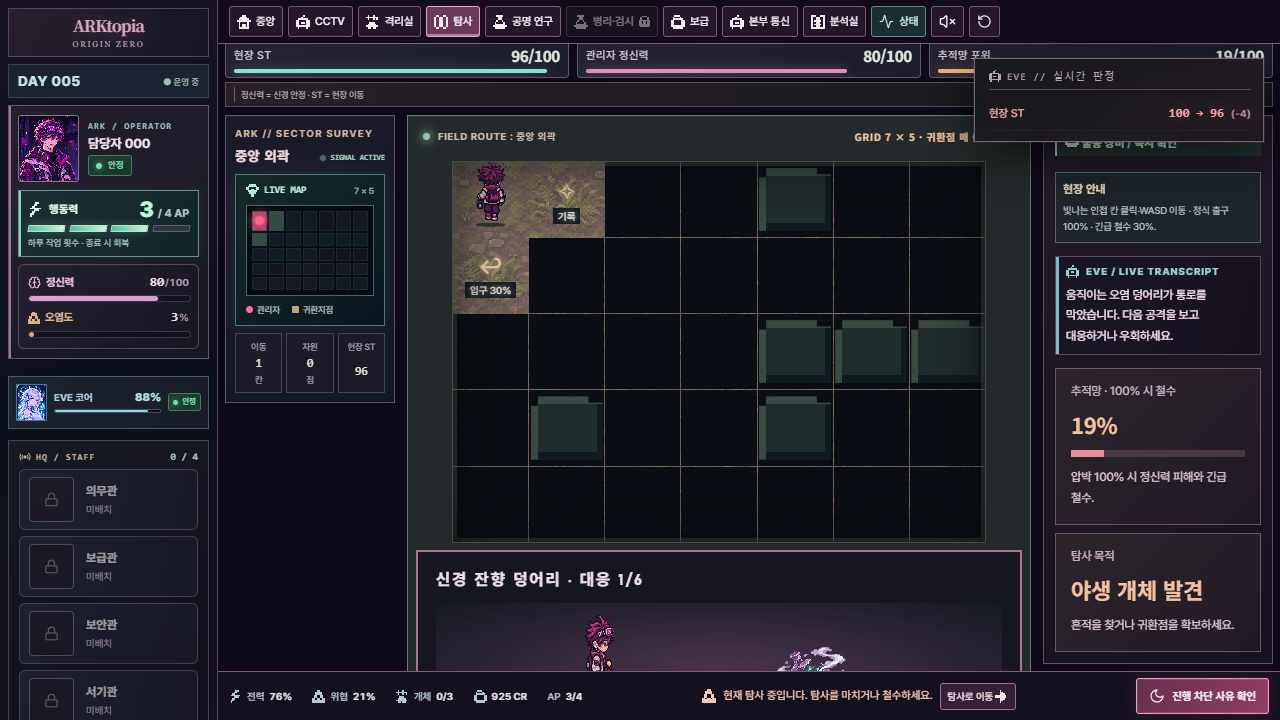 ARKtopia
ORIGIN ZERO
중앙
CCTV
격리실
탐사
공명 연구
병리·검시
보급
본부 통신
분석실
상태
DAY 005
운영 중
현장 ST
96/100
관리자 정신력
80/100
추적망 포위
19/100
정신력 = 신경 안정 · ST = 현장 이동
EVE // 실시간 판정
현장 ST
100 → 96 (-4)
ARK / OPERATOR
담당자 000
안정
행동력
3 / 4 AP
하루 작업 횟수 · 종료 시 회복
정신력
80/100
오염도
3%
EVE 코어
88%
안정
HQ / STAFF
0 / 4
의무관
미배치
보급관
미배치
보안관
미배치
서기관
미배치
ARK // SECTOR SURVEY
중앙 외곽
SIGNAL ACTIVE
LIVE MAP
7×5
관리자
귀환지점
이동
1
칸
자원
0
점
현장 ST
96
FIELD ROUTE : 중앙 외곽
GRID 7 × 5 · 귀환점 매
기록
입구 30%
신경 잔향 덩어리 · 대응 1/6
현장 안내
빛나는 인접 칸 클릭·WASD 이동 · 정식 출구
100% · 긴급 철수 30%.
EVE / LIVE TRANSCRIPT
움직이는 오염 덩어리가 통로를
막았습니다. 다음 공격을 보고
대응하거나 우회하세요.
추적망 · 100% 시 철수
19%
압박 100% 시 정신력 피해와 긴급
철수.
탐사 목적
야생 개체 발견
흔적을 찾거나 귀환점을 확보하세요.
전력 76%
위협 21%
개체 0/3
925 CR
AP 3/4
현재 탐사 중입니다. 탐사를 마치거나 철수하세요.
탐사로 이동
진행 차단 사유 확인